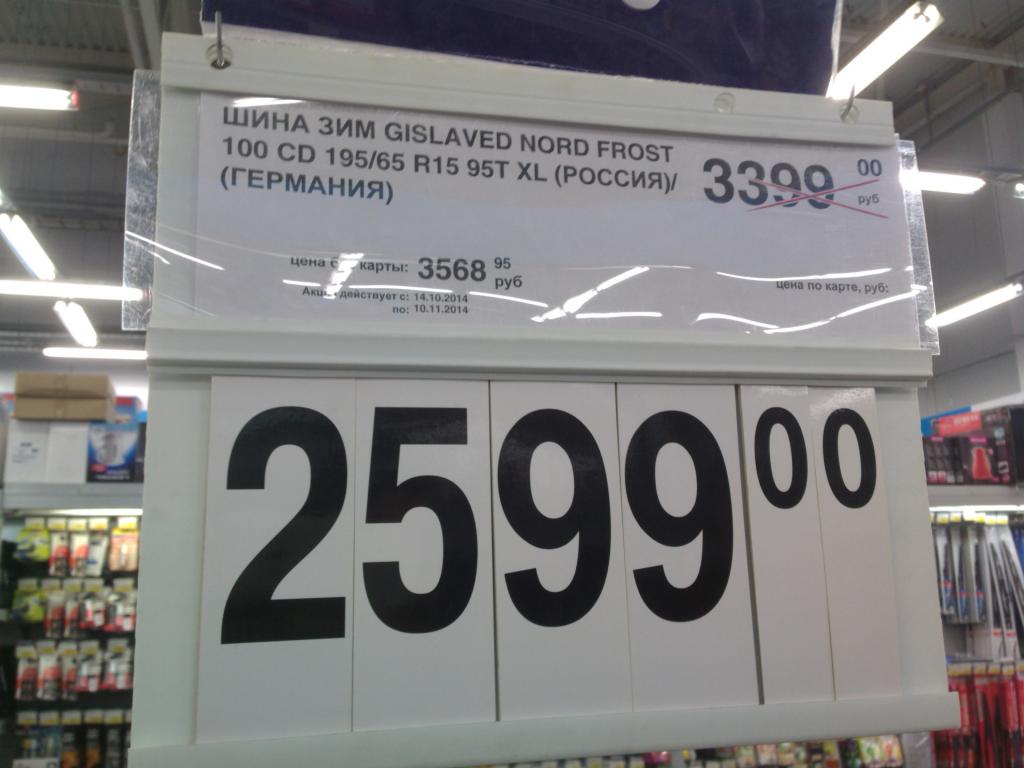 ШИНА ЗИМ GISLAVED NORD FROST
100 CD 195/65 R15 95T XL (РОССИЯ)/
(ГЕРМАНИЯ)
3399 00
руб
цена без карты: 3568 95
руб
Акция действует с: 14.10.2014
по: 10.11.2014
цена по карте, руб:
2599 00